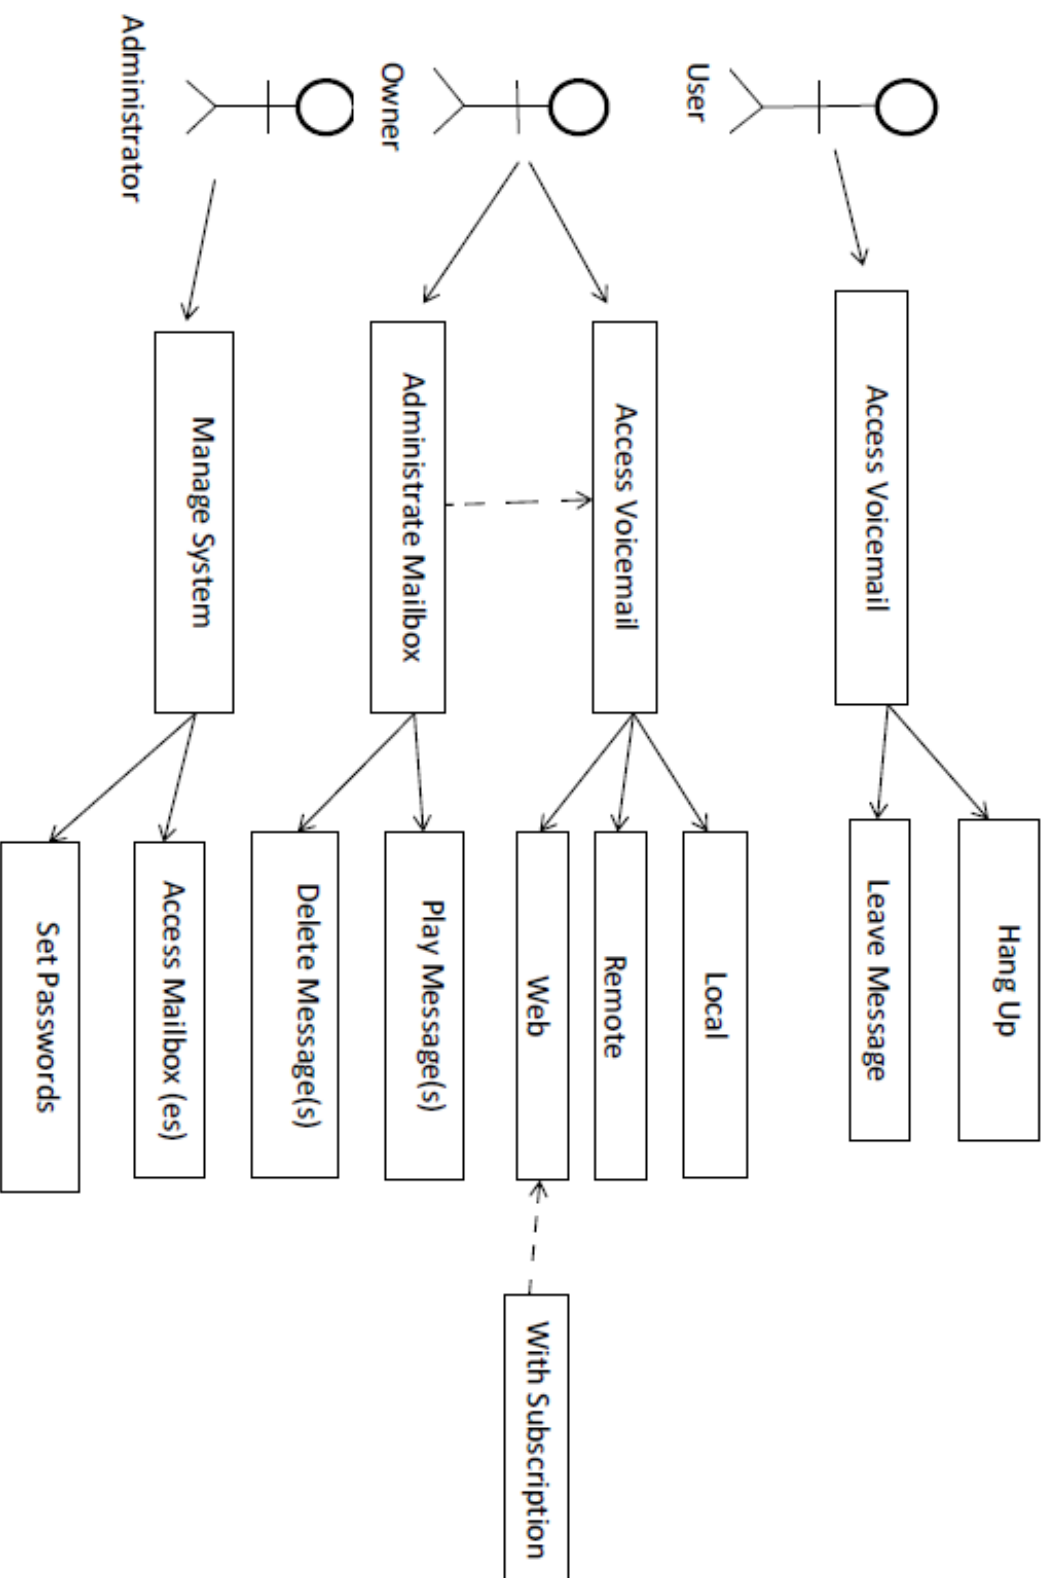 Hang Up
Access Voicemail
Leave Message
User
Local
Access Voicemail
Remote
Web
With Subscription
Owner
Administrate Mailbox
Play Message(s)
Delete Message(s)
Manage System
Access Mailbox (es)
Administrator
Set Passwords